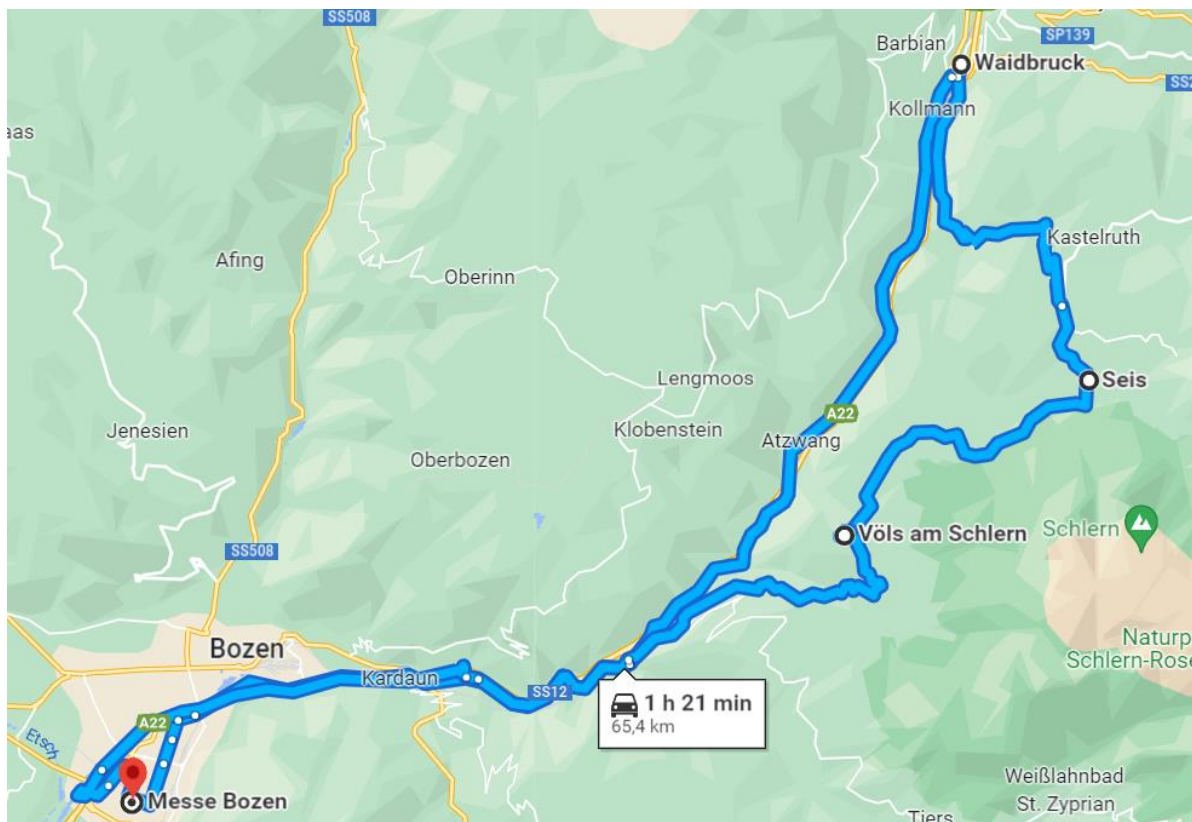 SS508
SP139
Barbian
Waidbruck
SS2
Kollmann
aas
Kastelruth
Afing
Oberinn
Lengmoos
Seis
A22
Klobenstein
Jenesien
Atzwang
Oberbozen
Schlern
Völs am Schlern
SS508
Bozen
Naturp
Schlern-Rose
Kardaun
SS12
1 h 21 min
65,4 km
A22
Etsch
Messe Bozen
Weißlahnbad
St. Zyprian
Tiers